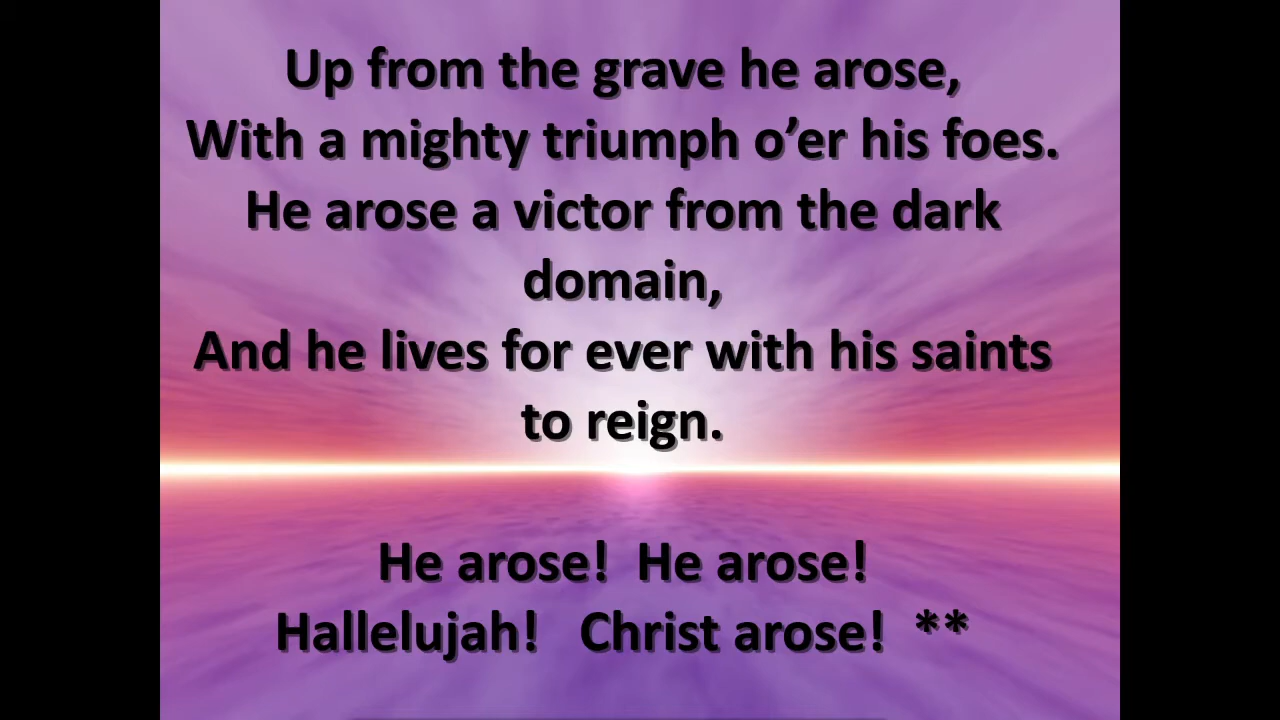 Up from the grave he arose,
With a mighty triumph o’er his foes.
He arose a victor from the dark
domain,
And he lives for ever with his saints
to reign.
He arose!  He arose!
Hallelujah!   Christ arose!  **